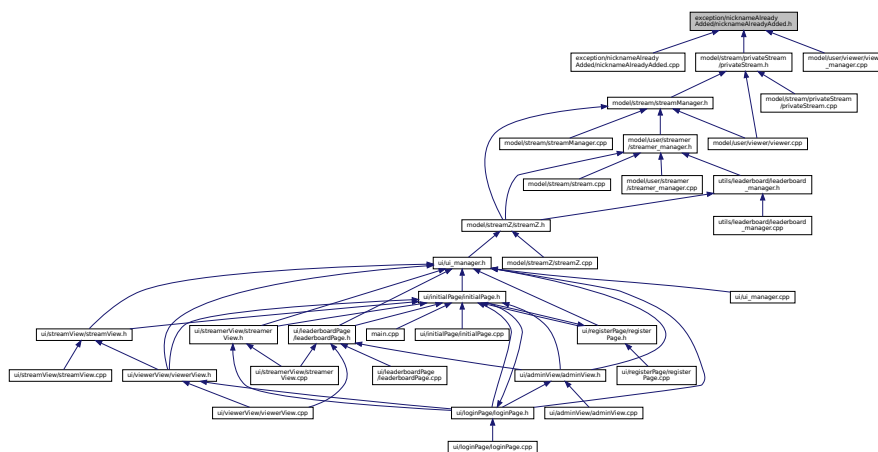 exception/nicknameAlready
Added/nicknameAlreadyAdded.h
exception/nicknameAlready
Added/nicknameAlreadyAdded.cpp
model/stream/privateStream
/privateStream.h
model/user/viewer/viewer
_manager.cpp
model/stream/streamManager.h
model/stream/privateStream
/privateStream.cpp
model/stream/streamManager.cpp
model/user/streamer
/streamer_manager.h
model/user/viewer/viewer.cpp
model/stream/stream.cpp
model/user/streamer
/streamer_manager.cpp
utils/leaderboard/leaderboard
_manager.h
model/streamZ/streamZ.h
utils/leaderboard/leaderboard
_manager.cpp
ui/ui_manager.h
model/streamZ/streamZ.cpp
ui/initialPage/initialPage.h
ui/ui_manager.cpp
ui/streamView/streamView.h
ui/streamerView/streamer
View.h
ui/leaderboardPage
/leaderboardPage.h
main.cpp
ui/initialPage/initialPage.cpp
ui/registerPage/register
Page.h
ui/streamView/streamView.cpp
ui/viewerView/viewerView.h
ui/streamerView/streamer
View.cpp
ui/leaderboardPage
/leaderboardPage.cpp
ui/adminView/adminView.h
ui/registerPage/register
Page.cpp
ui/viewerView/viewerView.cpp
ui/loginPage/loginPage.h
ui/adminView/adminView.cpp
ui/loginPage/loginPage.cpp